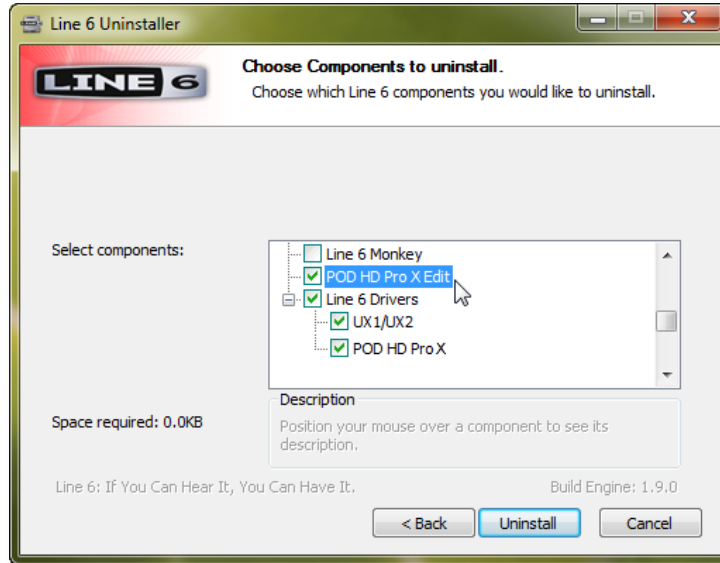 Line 6 Uninstaller
LINE 6
Choose Components to uninstall.
Choose which Line 6 components you would like to uninstall.
Select components:
Line 6 Monkey
POD HD Pro X Edit
Line 6 Drivers
UX1/UX2
POD HD Pro X
Space required: 0.0KB
Description
Position your mouse over a component to see its
description.
Line 6: If You Can Hear It, You Can Have It.
Build Engine: 1.9.0
< Back
Uninstall
Cancel